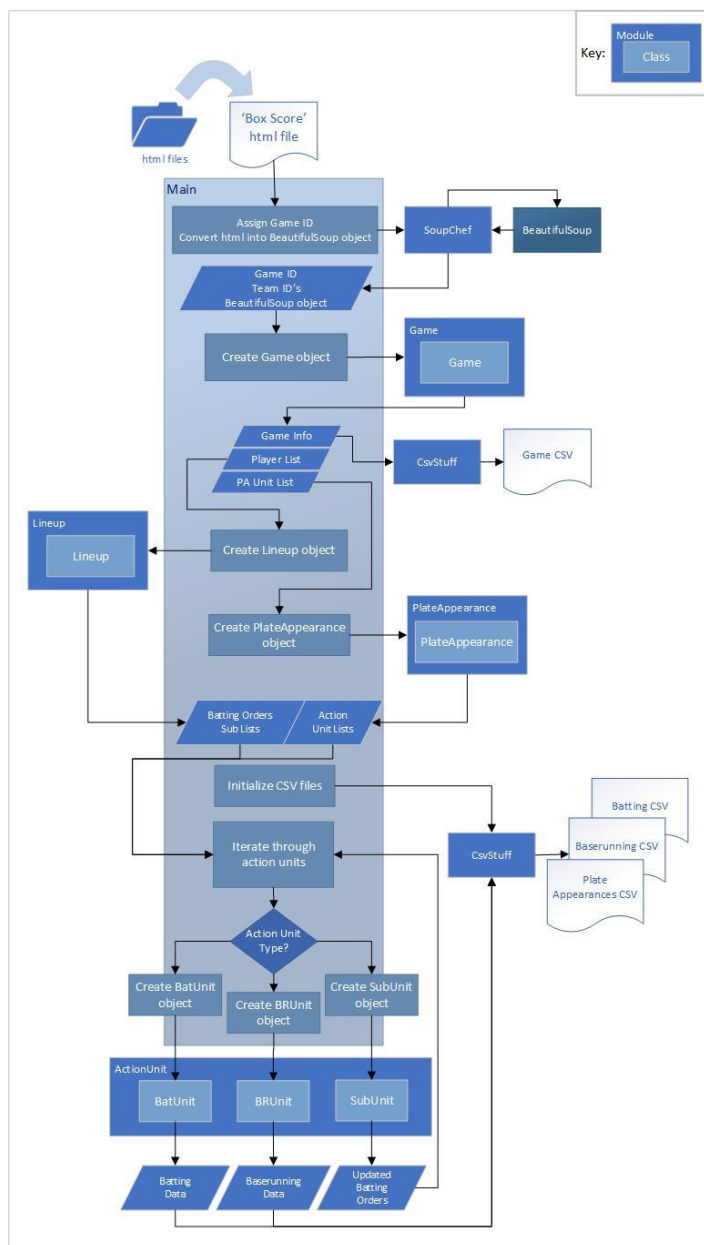 Key:
Module
Class
html files
‘Box Score’
html file
Main
Assign Game ID
Convert html into BeautifulSoup object
SoupChef
BeautifulSoup
Game ID
Team ID's
BeautifulSoup object
Create Game object
Game
Game
Game Info
Player List
PA Unit List
CsvStuff
Game CSV
Lineup
Lineup
Create Lineup object
Create PlateAppearance
object
PlateAppearance
PlateAppearance
Batting Orders
Sub Lists
Action
Unit Lists
Initialize CSV files
Batting CSV
Baserunning CSV
Plate
Appearances CSV
CsvStuff
Iterate through
action units
Action Unit
Type?
Create BatUnit
object
Create BRUnit
object
Create SubUnit
object
ActionUnit
BatUnit
BRUnit
SubUnit
Batting
Data
Baserunning
Data
Updated
Batting
Orders